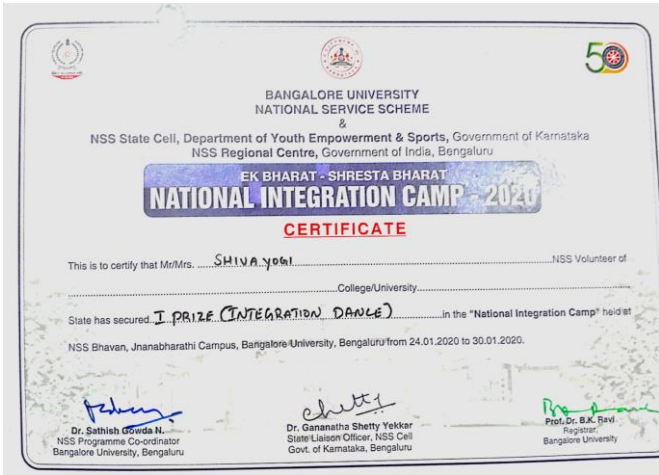 50
BANGALORE UNIVERSITY
NATIONAL SERVICE SCHEME
&
NSS State Cell, Department of Youth Empowerment & Sports, Government of Karnataka
NSS Regional Centre, Government of India, Bengaluru
EK BHARAT - SHRESTA BHARAT
NATIONAL INTEGRATION CAMP - 2020
CERTIFICATE
This is to certify that Mr/Mrs. SHIVA YOGI NSS Volunteer of
College/University
State has secured I PRIZE (INTEGRATION DANCE) in the "National Integration Camp" held at
NSS Bhavan, Jnanabharathi Campus, Bangalore University, Bengaluru from 24.01.2020 to 30.01.2020.
Dr. Sathish Gowda N.
NSS Programme Co-ordinator
Bangalore University, Bengaluru
Dr. Gananatha Shetty Yekkar
State Liaison Officer, NSS Cell
Govt. of Karnataka, Bengaluru
Prof. Dr. B.K. Ravi
Registrar,
Bangalore University